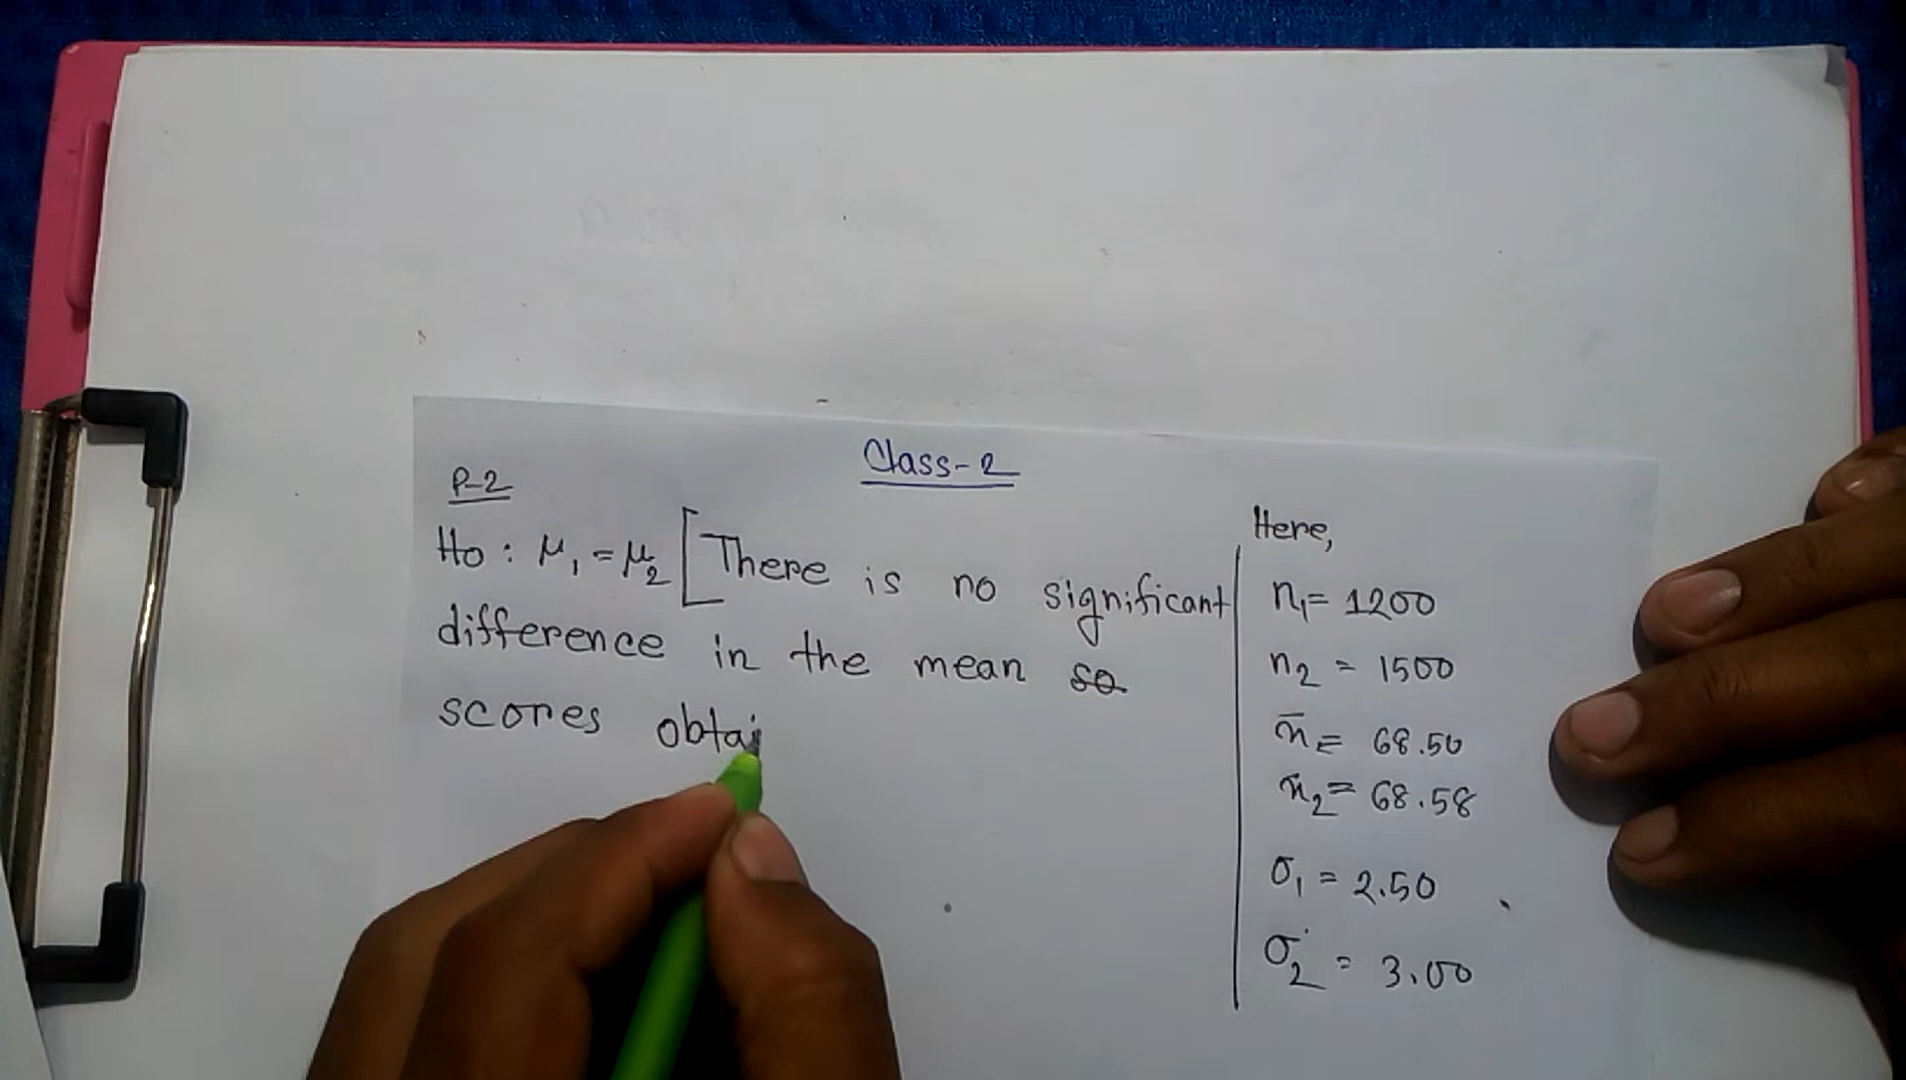 Class-2
P-2
Ho : μ₁ = μ₂ [There is no significant
difference in the mean so
scores obtai
Here,
n₁ = 1200
n₂ = 1500
x̄ = 68.50
x̄₂ = 68.58
σ₁ = 2.50
σ₂ = 3.00